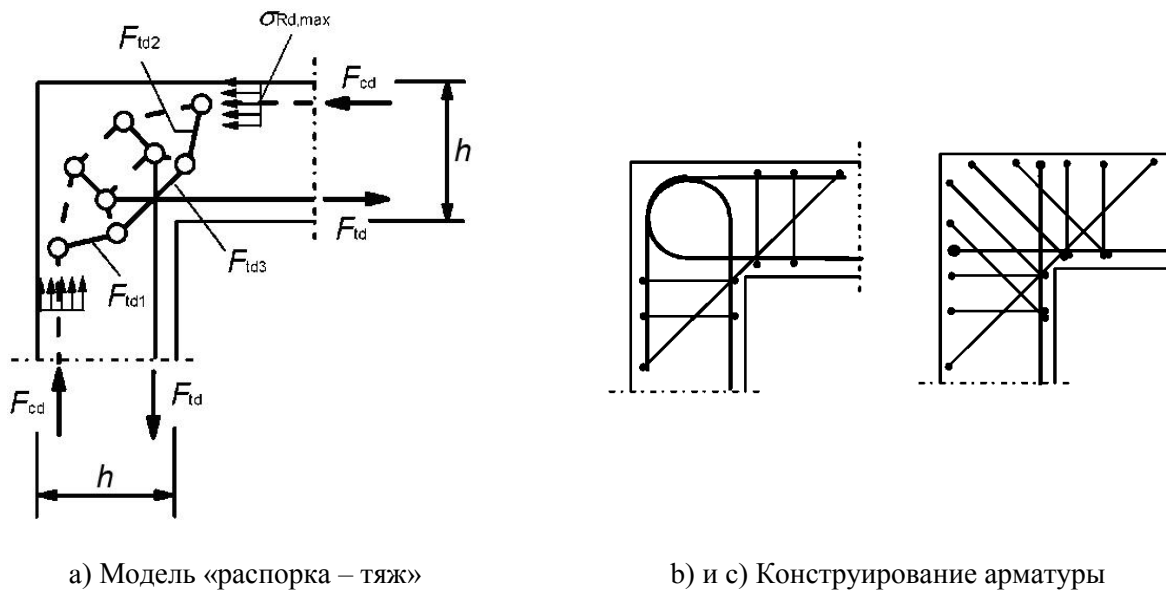 σRd,max
Ftd2
Fcd
h
Ftd
Ftd3
Ftd1
Fcd
Ftd
h
a) Модель «распорка – тяж»
b) и c) Конструирование арматуры